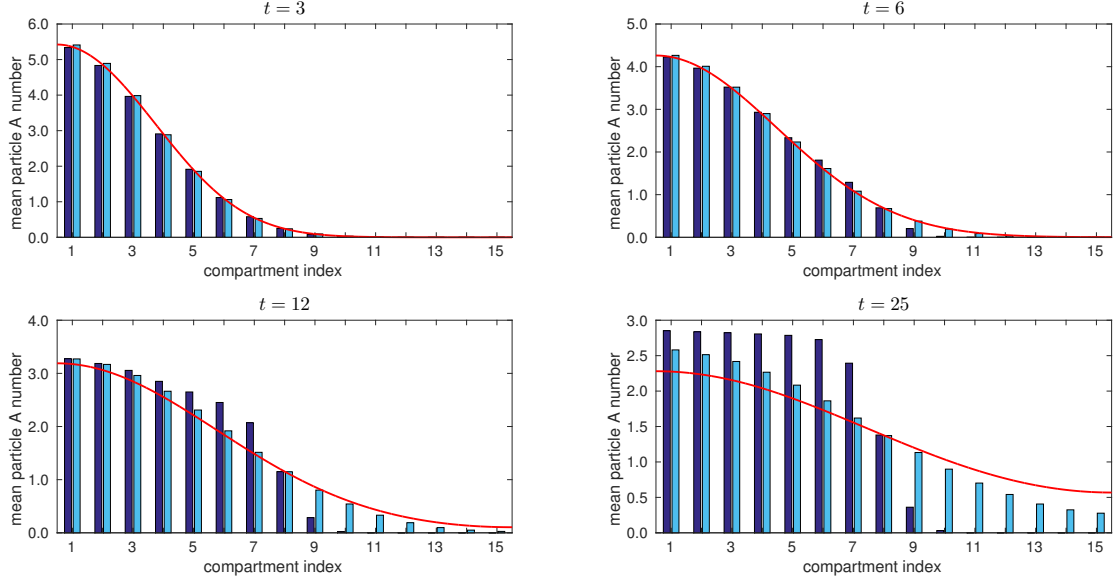 t = 3
6.0
5.0
4.0
3.0
2.0
1.0
0.0
mean particle A number
1 3 5 7 9 11 13 15
compartment index
t = 6
5.0
4.0
3.0
2.0
1.0
0.0
mean particle A number
1 3 5 7 9 11 13 15
compartment index
t = 12
4.0
3.0
2.0
1.0
0.0
mean particle A number
1 3 5 7 9 11 13 15
compartment index
t = 25
3.0
2.5
2.0
1.5
1.0
0.5
0.0
mean particle A number
1 3 5 7 9 11 13 15
compartment index